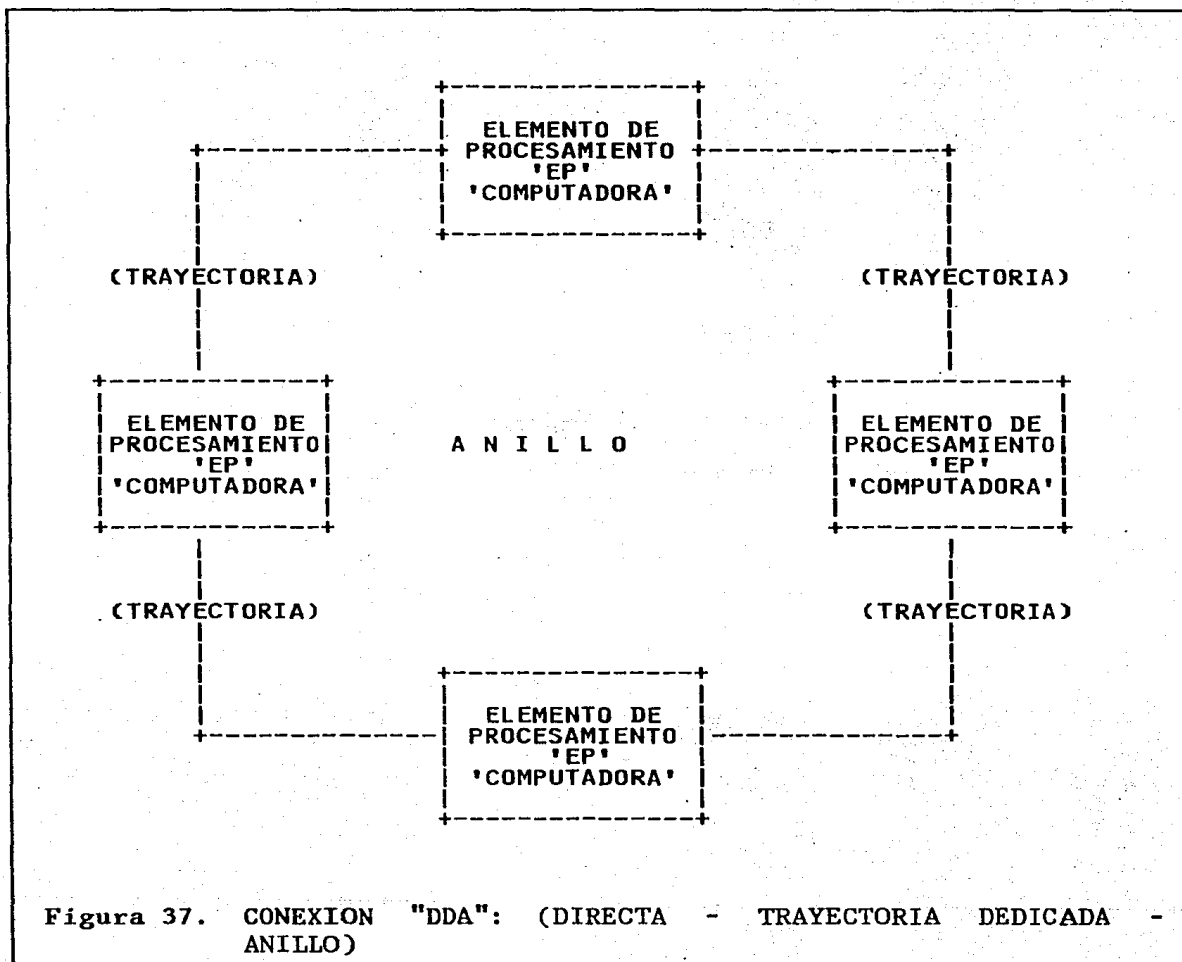 ELEMENTO DE
PROCESAMIENTO
'EP'
'COMPUTADORA'
(TRAYECTORIA)
(TRAYECTORIA)
ELEMENTO DE
PROCESAMIENTO
'EP'
'COMPUTADORA'
A N I L L O
ELEMENTO DE
PROCESAMIENTO
'EP'
'COMPUTADORA'
(TRAYECTORIA)
(TRAYECTORIA)
ELEMENTO DE
PROCESAMIENTO
'EP'
'COMPUTADORA'
Figura 37. CONEXION "DDA": (DIRECTA - TRAYECTORIA DEDICADA -
ANILLO)